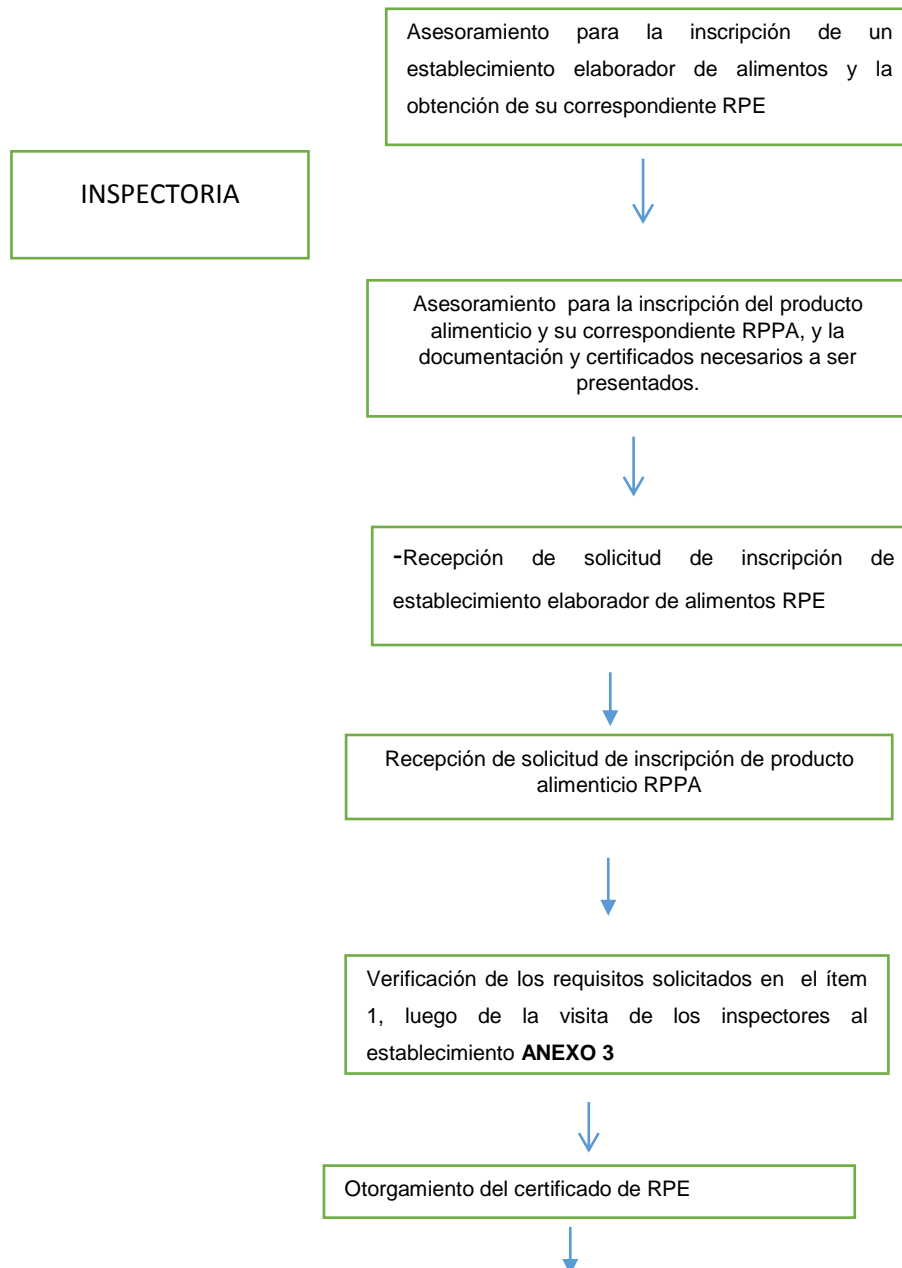 Asesoramiento para la inscripción de un
establecimiento elaborador de alimentos y la
obtención de su correspondiente RPE
INSPECTORIA
Asesoramiento para la inscripción del producto
alimenticio y su correspondiente RPPA, y la
documentación y certificados necesarios a ser
presentados.
-Recepción de solicitud de inscripción de
establecimiento elaborador de alimentos RPE
Recepción de solicitud de inscripción de producto
alimenticio RPPA
Verificación de los requisitos solicitados en el ítem
1, luego de la visita de los inspectores al
establecimiento ANEXO 3
Otorgamiento del certificado de RPE